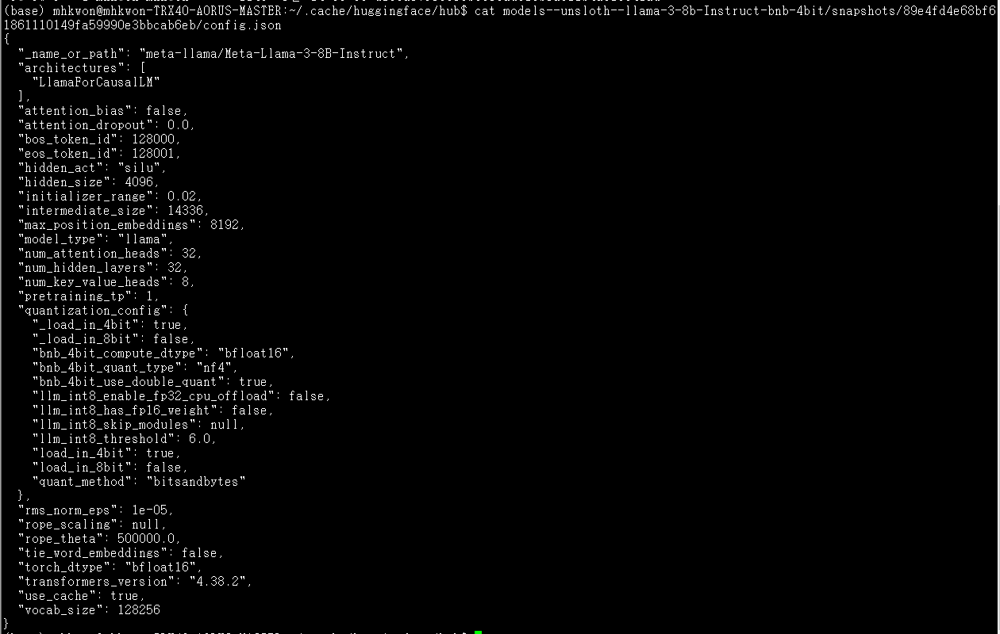 (base) mhkwon@mhkwon-TRX40-AORUS-MASTER:~/.cache/huggingface/hub$ cat models--unsloth--llama-3-8b-Instruct-bnb-4bit/snapshots/89e4fd4e68bf6
1861110149fa59990e3bbcab6eb/config.json
{
  "_name_or_path": "meta-llama/Meta-Llama-3-8B-Instruct",
  "architectures": [
    "LlamaForCausalLM"
  ],
  "attention_bias": false,
  "attention_dropout": 0.0,
  "bos_token_id": 128000,
  "eos_token_id": 128001,
  "hidden_act": "silu",
  "hidden_size": 4096,
  "initializer_range": 0.02,
  "intermediate_size": 14336,
  "max_position_embeddings": 8192,
  "model_type": "llama",
  "num_attention_heads": 32,
  "num_hidden_layers": 32,
  "num_key_value_heads": 8,
  "pretraining_tp": 1,
  "quantization_config": {
    "_load_in_4bit": true,
    "_load_in_8bit": false,
    "bnb_4bit_compute_dtype": "bfloat16",
    "bnb_4bit_quant_type": "nf4",
    "bnb_4bit_use_double_quant": true,
    "llm_int8_enable_fp32_cpu_offload": false,
    "llm_int8_has_fp16_weight": false,
    "llm_int8_skip_modules": null,
    "llm_int8_threshold": 6.0,
    "load_in_4bit": true,
    "load_in_8bit": false,
    "quant_method": "bitsandbytes"
  },
  "rms_norm_eps": 1e-05,
  "rope_scaling": null,
  "rope_theta": 500000.0,
  "tie_word_embeddings": false,
  "torch_dtype": "bfloat16",
  "transformers_version": "4.38.2",
  "use_cache": true,
  "vocab_size": 128256
}